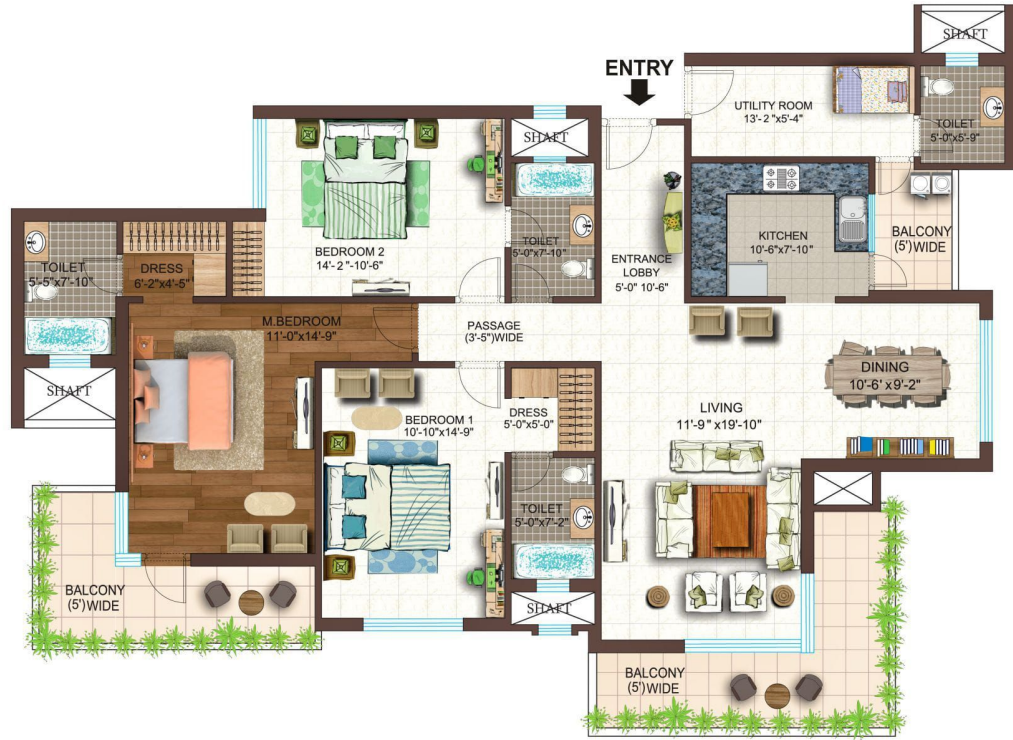 SHAFT
ENTRY
UTILITY ROOM
13'- 2 "x5'-4"
TOILET
5'-0"x5'-9"
SHAFT
BEDROOM 2
14'- 2 "-10'-6"
TOILET
5'-0"x7'-10"
ENTRANCE
LOBBY
5'-0" 10'-6"
KITCHEN
10'-6"x7'-10"
BALCONY
(5')WIDE
TOILET
5'-5"x7'-10"
DRESS
6'-2"x4'-5"
M.BEDROOM
11'-0"x14'-9"
PASSAGE
(3'-5")WIDE
SHAFT
DINING
10'-6' x9'-2"
BEDROOM 1
10'-10"x14'-9"
DRESS
5'-0"x5'-0"
LIVING
11'-9" x19'-10"
TOILET
5'-0"x7'-2"
BALCONY
(5')WIDE
SHAFT
BALCONY
(5')WIDE